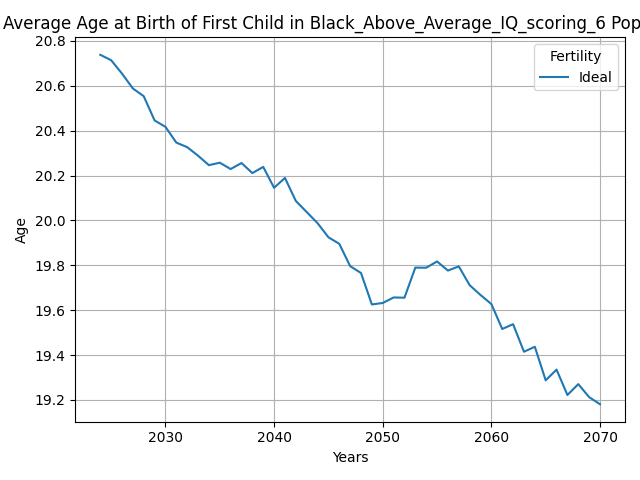 Average Age at Birth of First Child in Black_Above_Average_IQ_scoring_6 Pop
20.8
20.6
20.4
20.2
20.0
19.8
19.6
19.4
19.2
Age
Fertility
Ideal
2030
2040
2050
2060
2070
Years